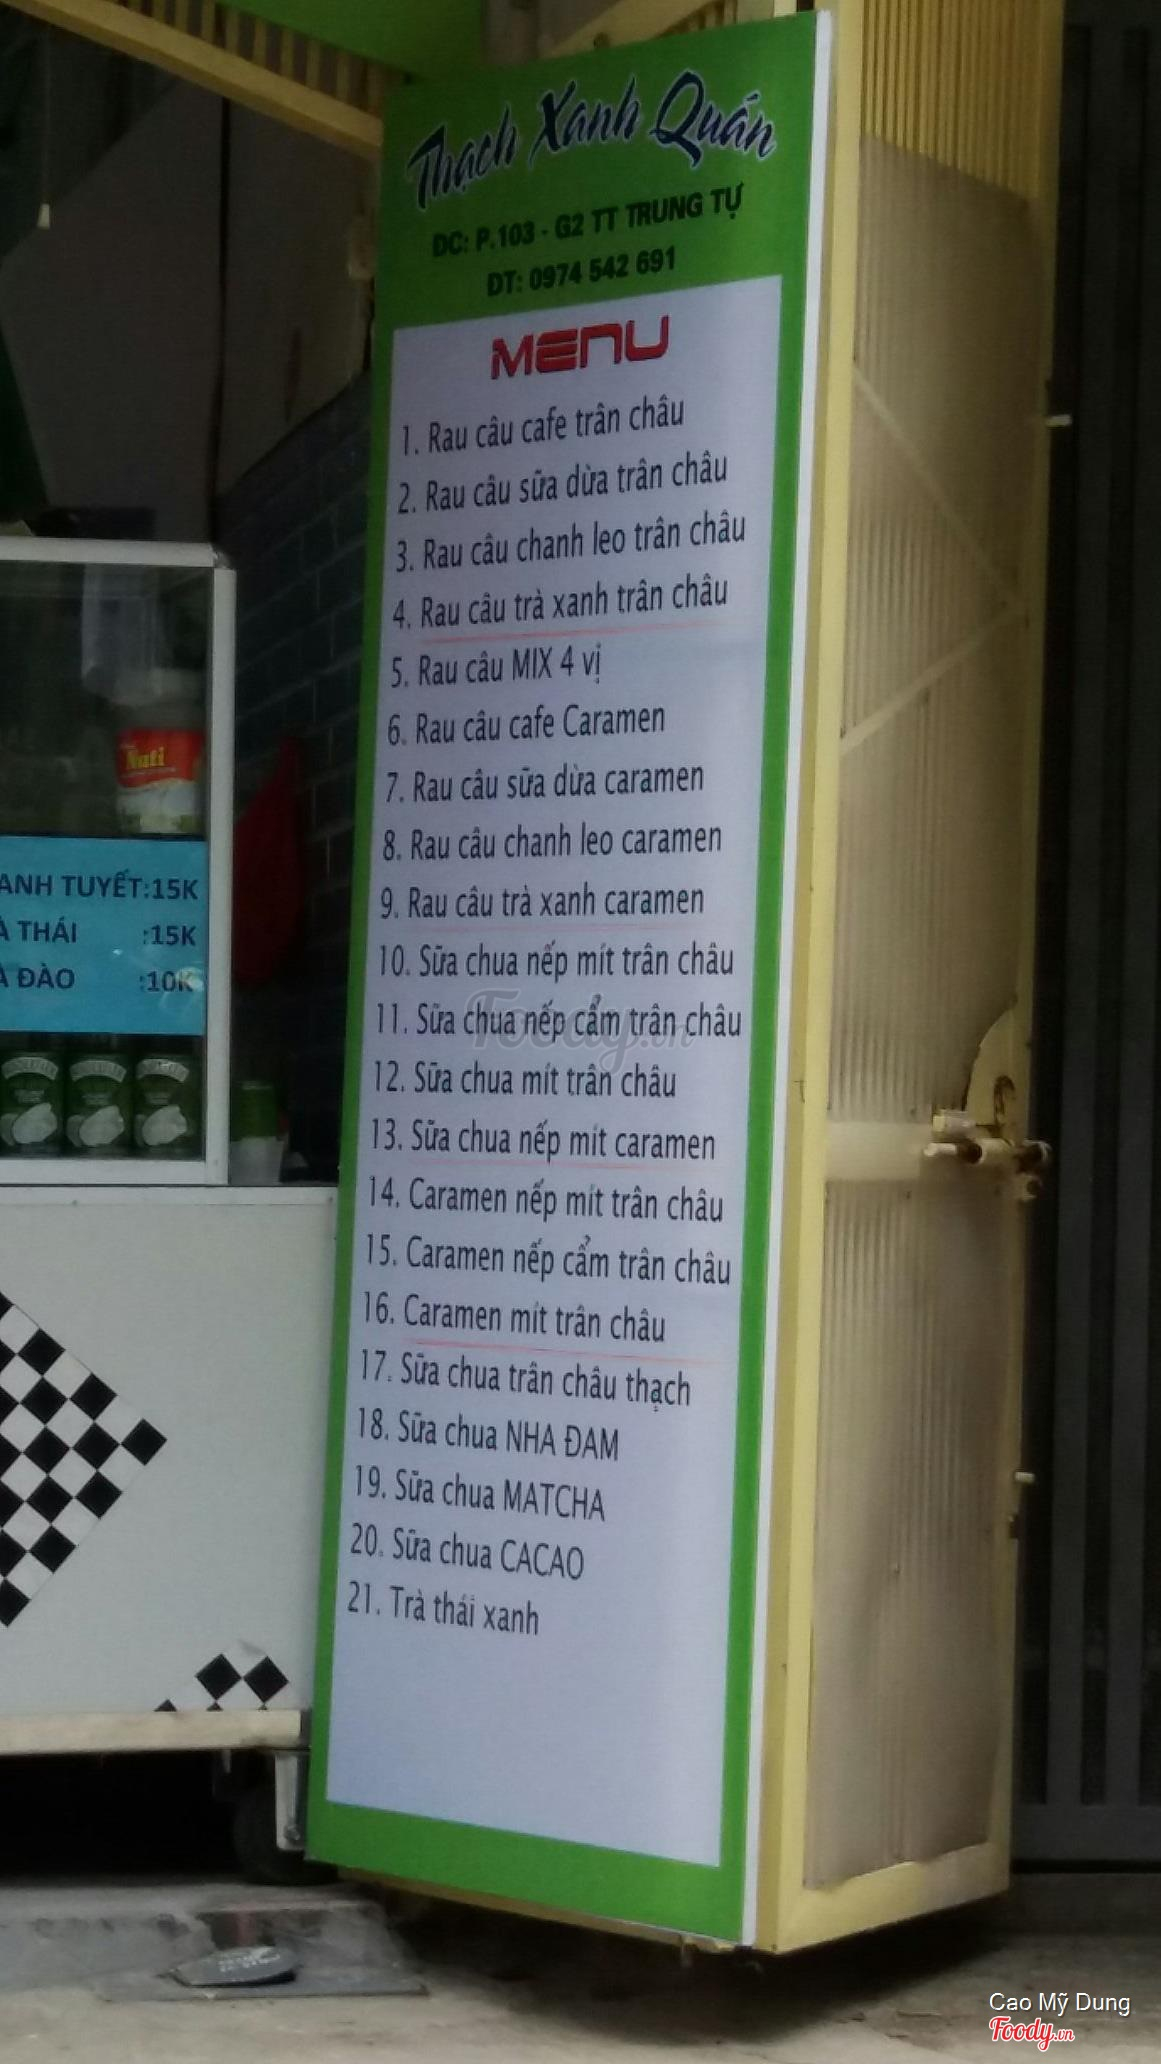 Thạch Xanh Quán
DC: P.103 - G2 TT TRUNG TỰ
DT: 0974 542 691
MENU
1. Rau câu cafe trân châu
2. Rau câu sữa dừa trân châu
3. Rau câu chanh leo trân châu
4. Rau câu trà xanh trân châu
5. Rau câu MIX 4 vị
6. Rau câu cafe Caramen
7. Rau câu sữa dừa caramen
8. Rau câu chanh leo caramen
9. Rau câu trà xanh caramen
10. Sữa chua nếp mít trân châu
11. Sữa chua nếp cẩm trân châu
12. Sữa chua mít trân châu
13. Sữa chua nếp mít caramen
14. Caramen nếp mít trân châu
15. Caramen nếp cẩm trân châu
16. Caramen mít trân châu
17. Sữa chua trân châu thạch
18. Sữa chua NHA ĐAM
19. Sữa chua MATCHA
20. Sữa chua CACAO
21. Trà thái xanh
Nuti
ANH TUYẾT:15K
À THÁI :15K
À ĐÀO :10K
Foody.vn
Cao Mỹ Dung
Foody.vn